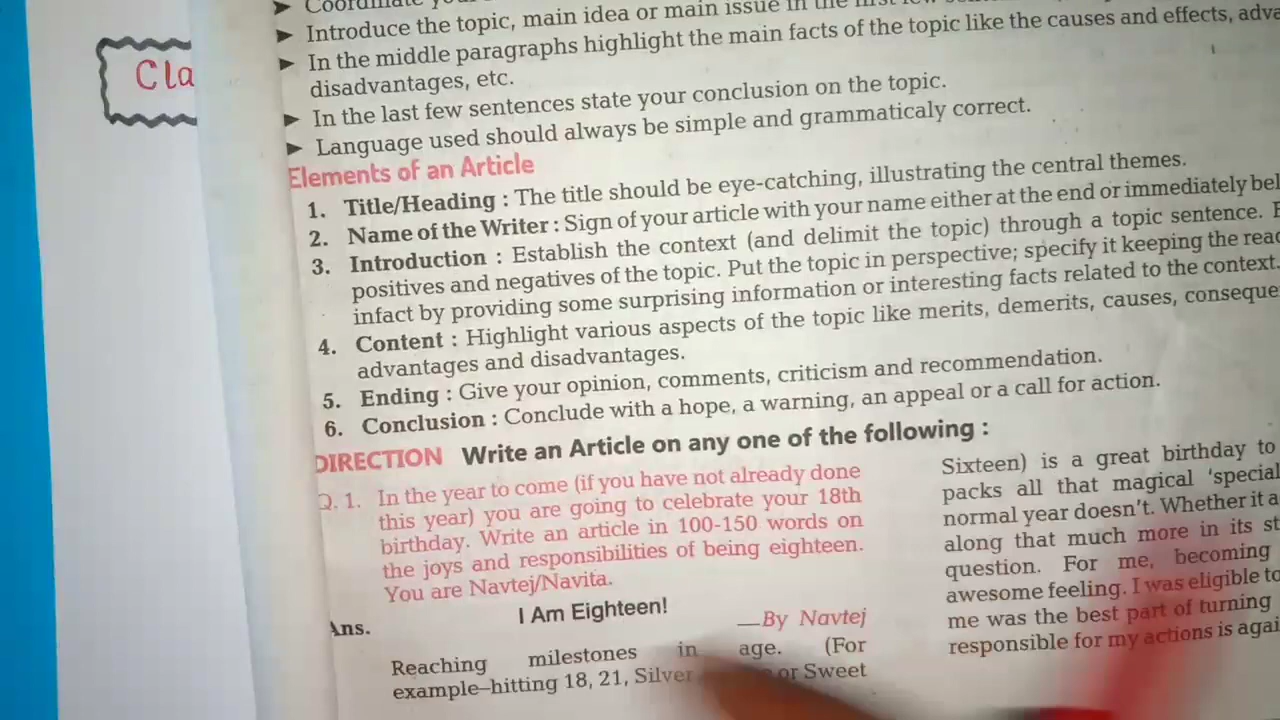 Cla
➤ Coordinate
➤ Introduce the topic, main idea or main issue in the first few
➤ In the middle paragraphs highlight the main facts of the topic like the causes and effects, adva
disadvantages, etc.
➤ In the last few sentences state your conclusion on the topic.
➤ Language used should always be simple and grammaticaly correct.
Elements of an Article
1. Title/Heading : The title should be eye-catching, illustrating the central themes.
2. Name of the Writer : Sign of your article with your name either at the end or immediately bel
3. Introduction : Establish the context (and delimit the topic) through a topic sentence.
positives and negatives of the topic. Put the topic in perspective; specify it keeping the reac
infact by providing some surprising information or interesting facts related to the context.
4. Content : Highlight various aspects of the topic like merits, demerits, causes, conseque
advantages and disadvantages.
5. Ending : Give your opinion, comments, criticism and recommendation.
6. Conclusion : Conclude with a hope, a warning, an appeal or a call for action.
DIRECTION Write an Article on any one of the following :
Q. 1. In the year to come (if you have not already done
this year) you are going to celebrate your 18th
birthday. Write an article in 100-150 words on
the joys and responsibilities of being eighteen.
You are Navtej/Navita.
Ans. I Am Eighteen!
—By Navtej
Reaching milestones in age. (For
example–hitting 18, 21, Silver or Sweet
Sixteen) is a great birthday to
packs all that magical 'special
normal year doesn't. Whether it a
along that much more in its st
question. For me, becoming
awesome feeling. I was eligible to
me was the best part of turning
responsible for my actions is agai